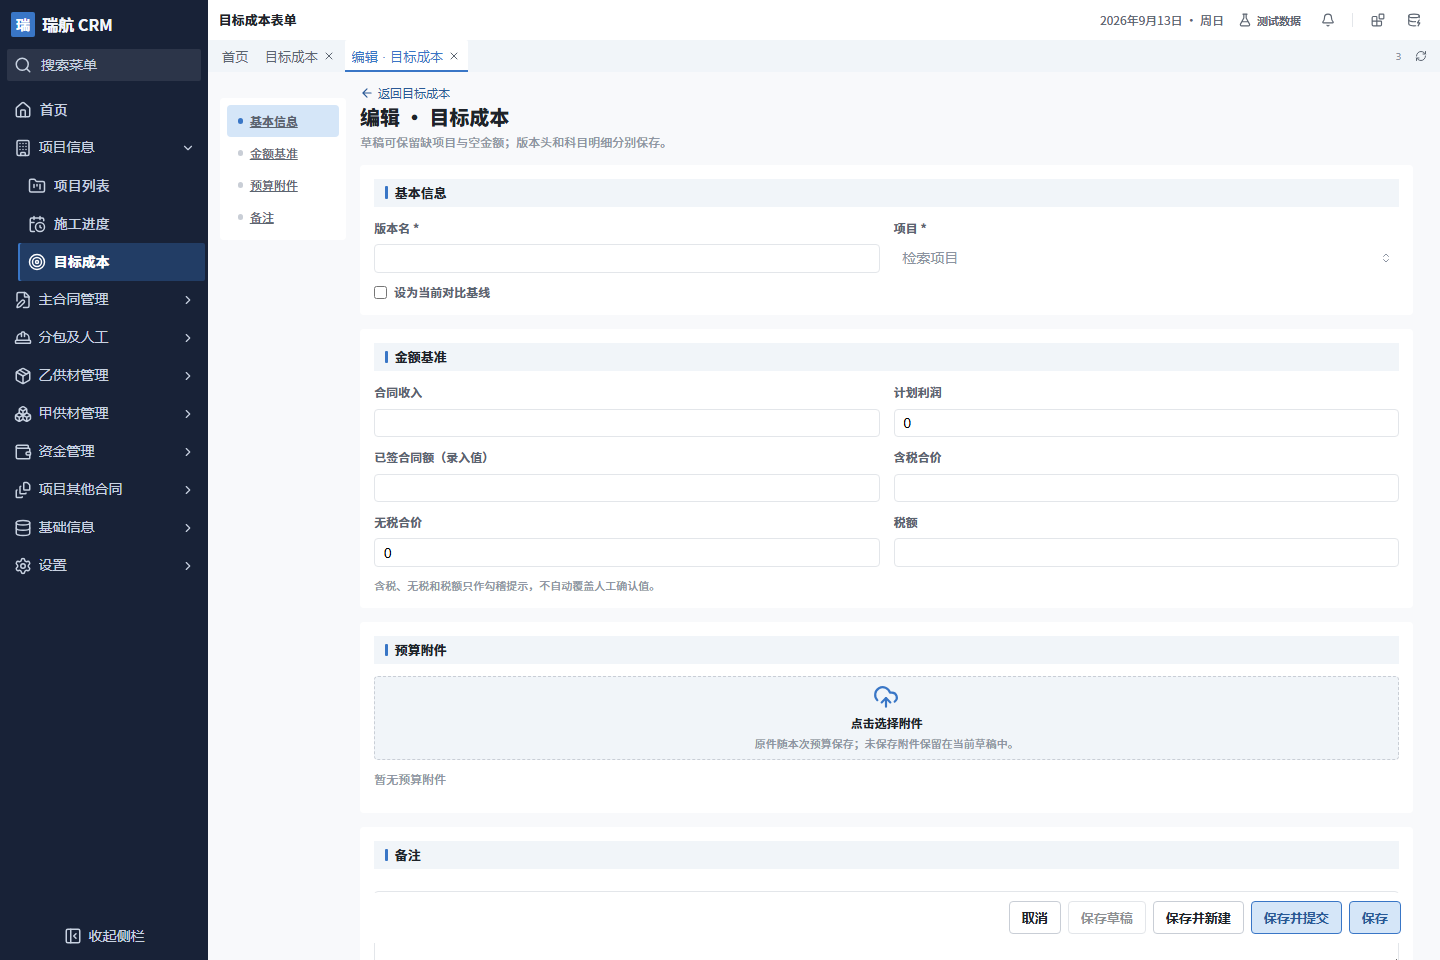 瑞 瑞航 CRM
搜索菜单
首页
项目信息
项目列表
施工进度
目标成本
主合同管理
分包及人工
乙供材管理
甲供材管理
资金管理
项目其他合同
基础信息
设置
收起侧栏
目标成本表单
2026年9月13日 • 周日 测试数据
首页 目标成本 编辑 · 目标成本 3
基本信息
金额基准
预算附件
备注
返回目标成本
编辑 • 目标成本
草稿可保留缺项目与空金额；版本头和科目明细分别保存。
基本信息
版本名 * 项目 *
检索项目
设为当前对比基线
金额基准
合同收入 计划利润
0
已签合同额（录入值） 含税合价
无税合价 税额
0
含税、无税和税额只作勾稽提示，不自动覆盖人工确认值。
预算附件
点击选择附件
原件随本次预算保存；未保存附件保留在当前草稿中。
暂无预算附件
备注
取消 保存草稿 保存并新建 保存并提交 保存